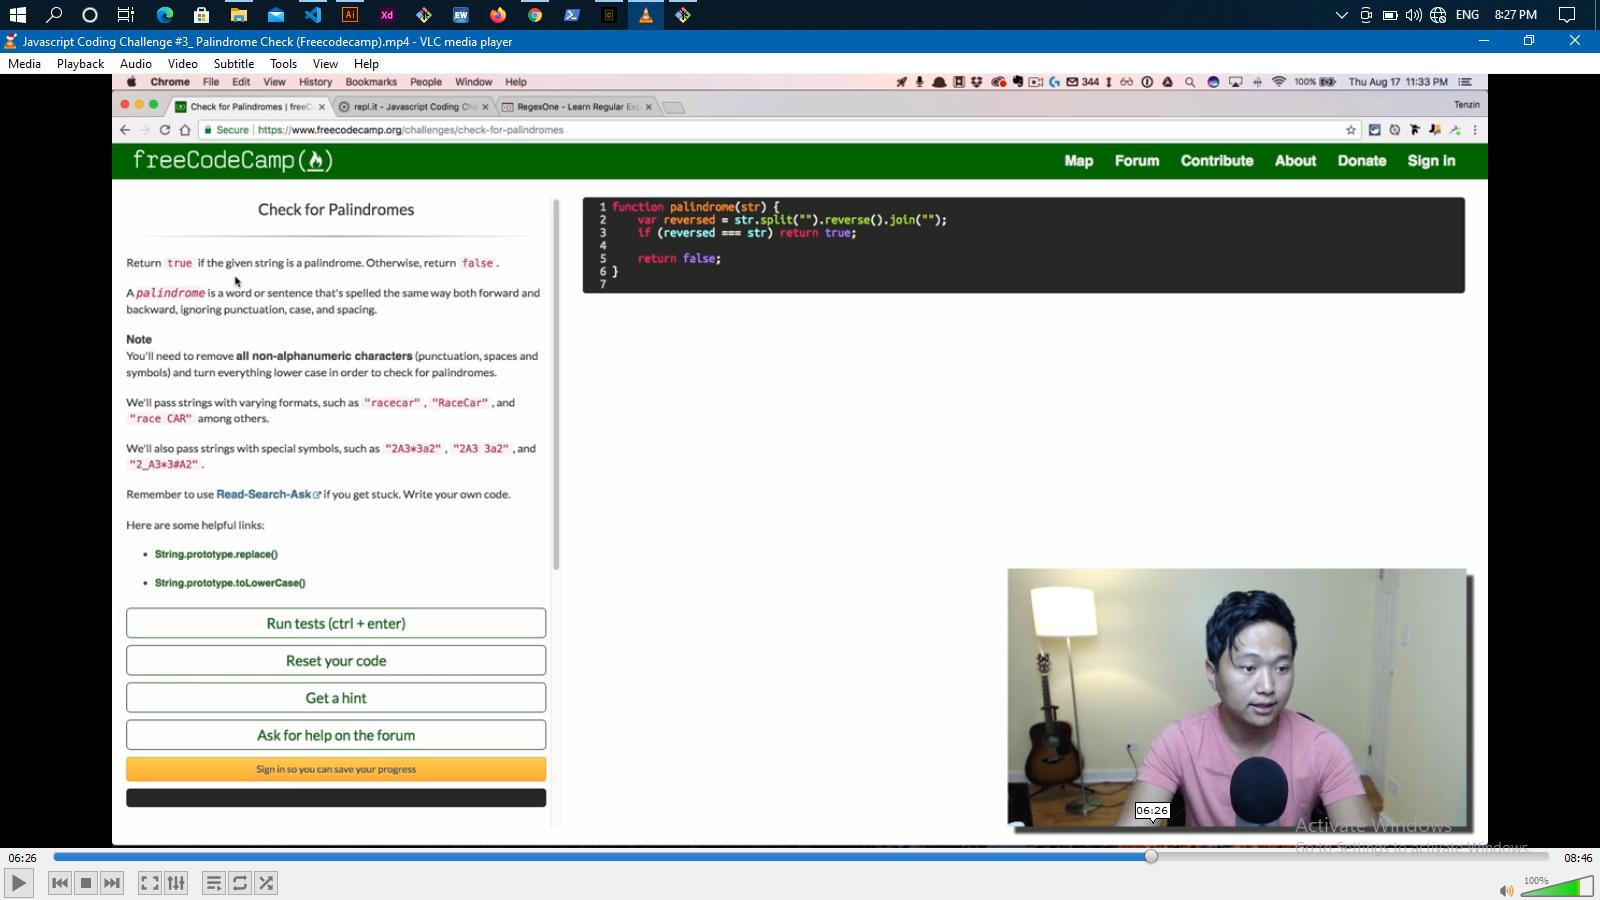 ENG
8:27 PM
Javascript Coding Challenge #3_ Palindrome Check (Freecodecamp).mp4 - VLC media player
Media Playback Audio Video Subtitle Tools View Help
Chrome File Edit View History Bookmarks People Window Help
344
100%
Thu Aug 17 11:33 PM
Check for Palindromes | freeC
repl.it - Javascript Coding Cha
RegexOne - Learn Regular Exp
Tenzin
Secure | https://www.freecodecamp.org/challenges/check-for-palindromes
freeCodeCamp
Map Forum Contribute About Donate Sign in
Check for Palindromes
Return true if the given string is a palindrome. Otherwise, return false .
A palindrome is a word or sentence that's spelled the same way both forward and
backward, ignoring punctuation, case, and spacing.
Note
You'll need to remove all non-alphanumeric characters (punctuation, spaces and
symbols) and turn everything lower case in order to check for palindromes.
We'll pass strings with varying formats, such as "racecar" , "RaceCar" , and
"race CAR" among others.
We'll also pass strings with special symbols, such as "2A3*3a2" , "2A3 3a2" , and
"2_A3*3#A2" .
Remember to use Read-Search-Ask if you get stuck. Write your own code.
Here are some helpful links:
• String.prototype.replace()
• String.prototype.toLowerCase()
Run tests (ctrl + enter)
Reset your code
Get a hint
Ask for help on the forum
Sign in so you can save your progress
1 function palindrome(str) {
2 var reversed = str.split("").reverse().join("");
3 if (reversed === str) return true;
4
5 return false;
6 }
7
06:26
Activate Windows
Go to Settings to activate Windows.
06:26
08:46
100%